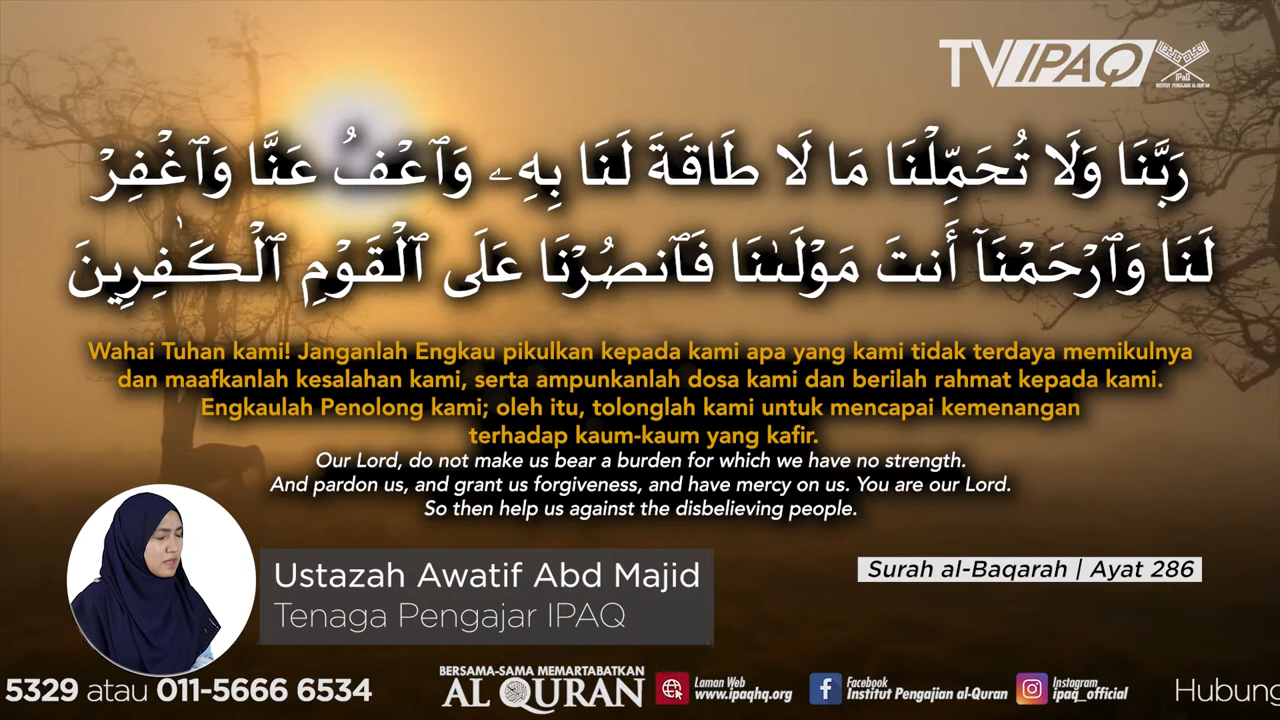 TV IPAQ
IPaQ
INSTITUT PENGAJIAN AL-QUR'AN
رَبَّنَا وَلَا تُحَمِّلْنَا مَا لَا طَاقَةَ لَنَا بِهِۦ وَٱعْفُ عَنَّا وَٱغْفِرْ
لَنَا وَٱرْحَمْنَآ أَنتَ مَوْلَىٰنَا فَٱنصُرْنَا عَلَى ٱلْقَوْمِ ٱلْكَـٰفِرِينَ
Wahai Tuhan kami! Janganlah Engkau pikulkan kepada kami apa yang kami tidak terdaya memikulnya
dan maafkanlah kesalahan kami, serta ampunkanlah dosa kami dan berilah rahmat kepada kami.
Engkaulah Penolong kami; oleh itu, tolonglah kami untuk mencapai kemenangan
terhadap kaum-kaum yang kafir.
Our Lord, do not make us bear a burden for which we have no strength.
And pardon us, and grant us forgiveness, and have mercy on us. You are our Lord.
So then help us against the disbelieving people.
Surah al-Baqarah | Ayat 286
Ustazah Awatif Abd Majid
Tenaga Pengajar IPAQ
5329 atau 011-5666 6534
BERSAMA-SAMA MEMARTABATKAN
AL QURAN
Laman Web
www.ipaqhq.org
Facebook
Institut Pengajian al-Quran
Instagram
ipaq_official
Hubung